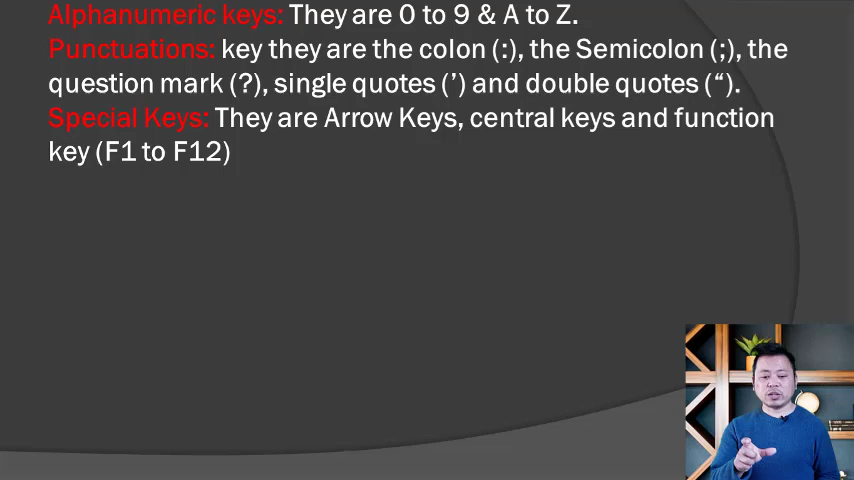 Alphanumeric keys: They are 0 to 9 & A to Z.
Punctuations: key they are the colon (:), the Semicolon (;), the
question mark (?), single quotes (’) and double quotes (“).
Special Keys: They are Arrow Keys, central keys and function
key (F1 to F12)